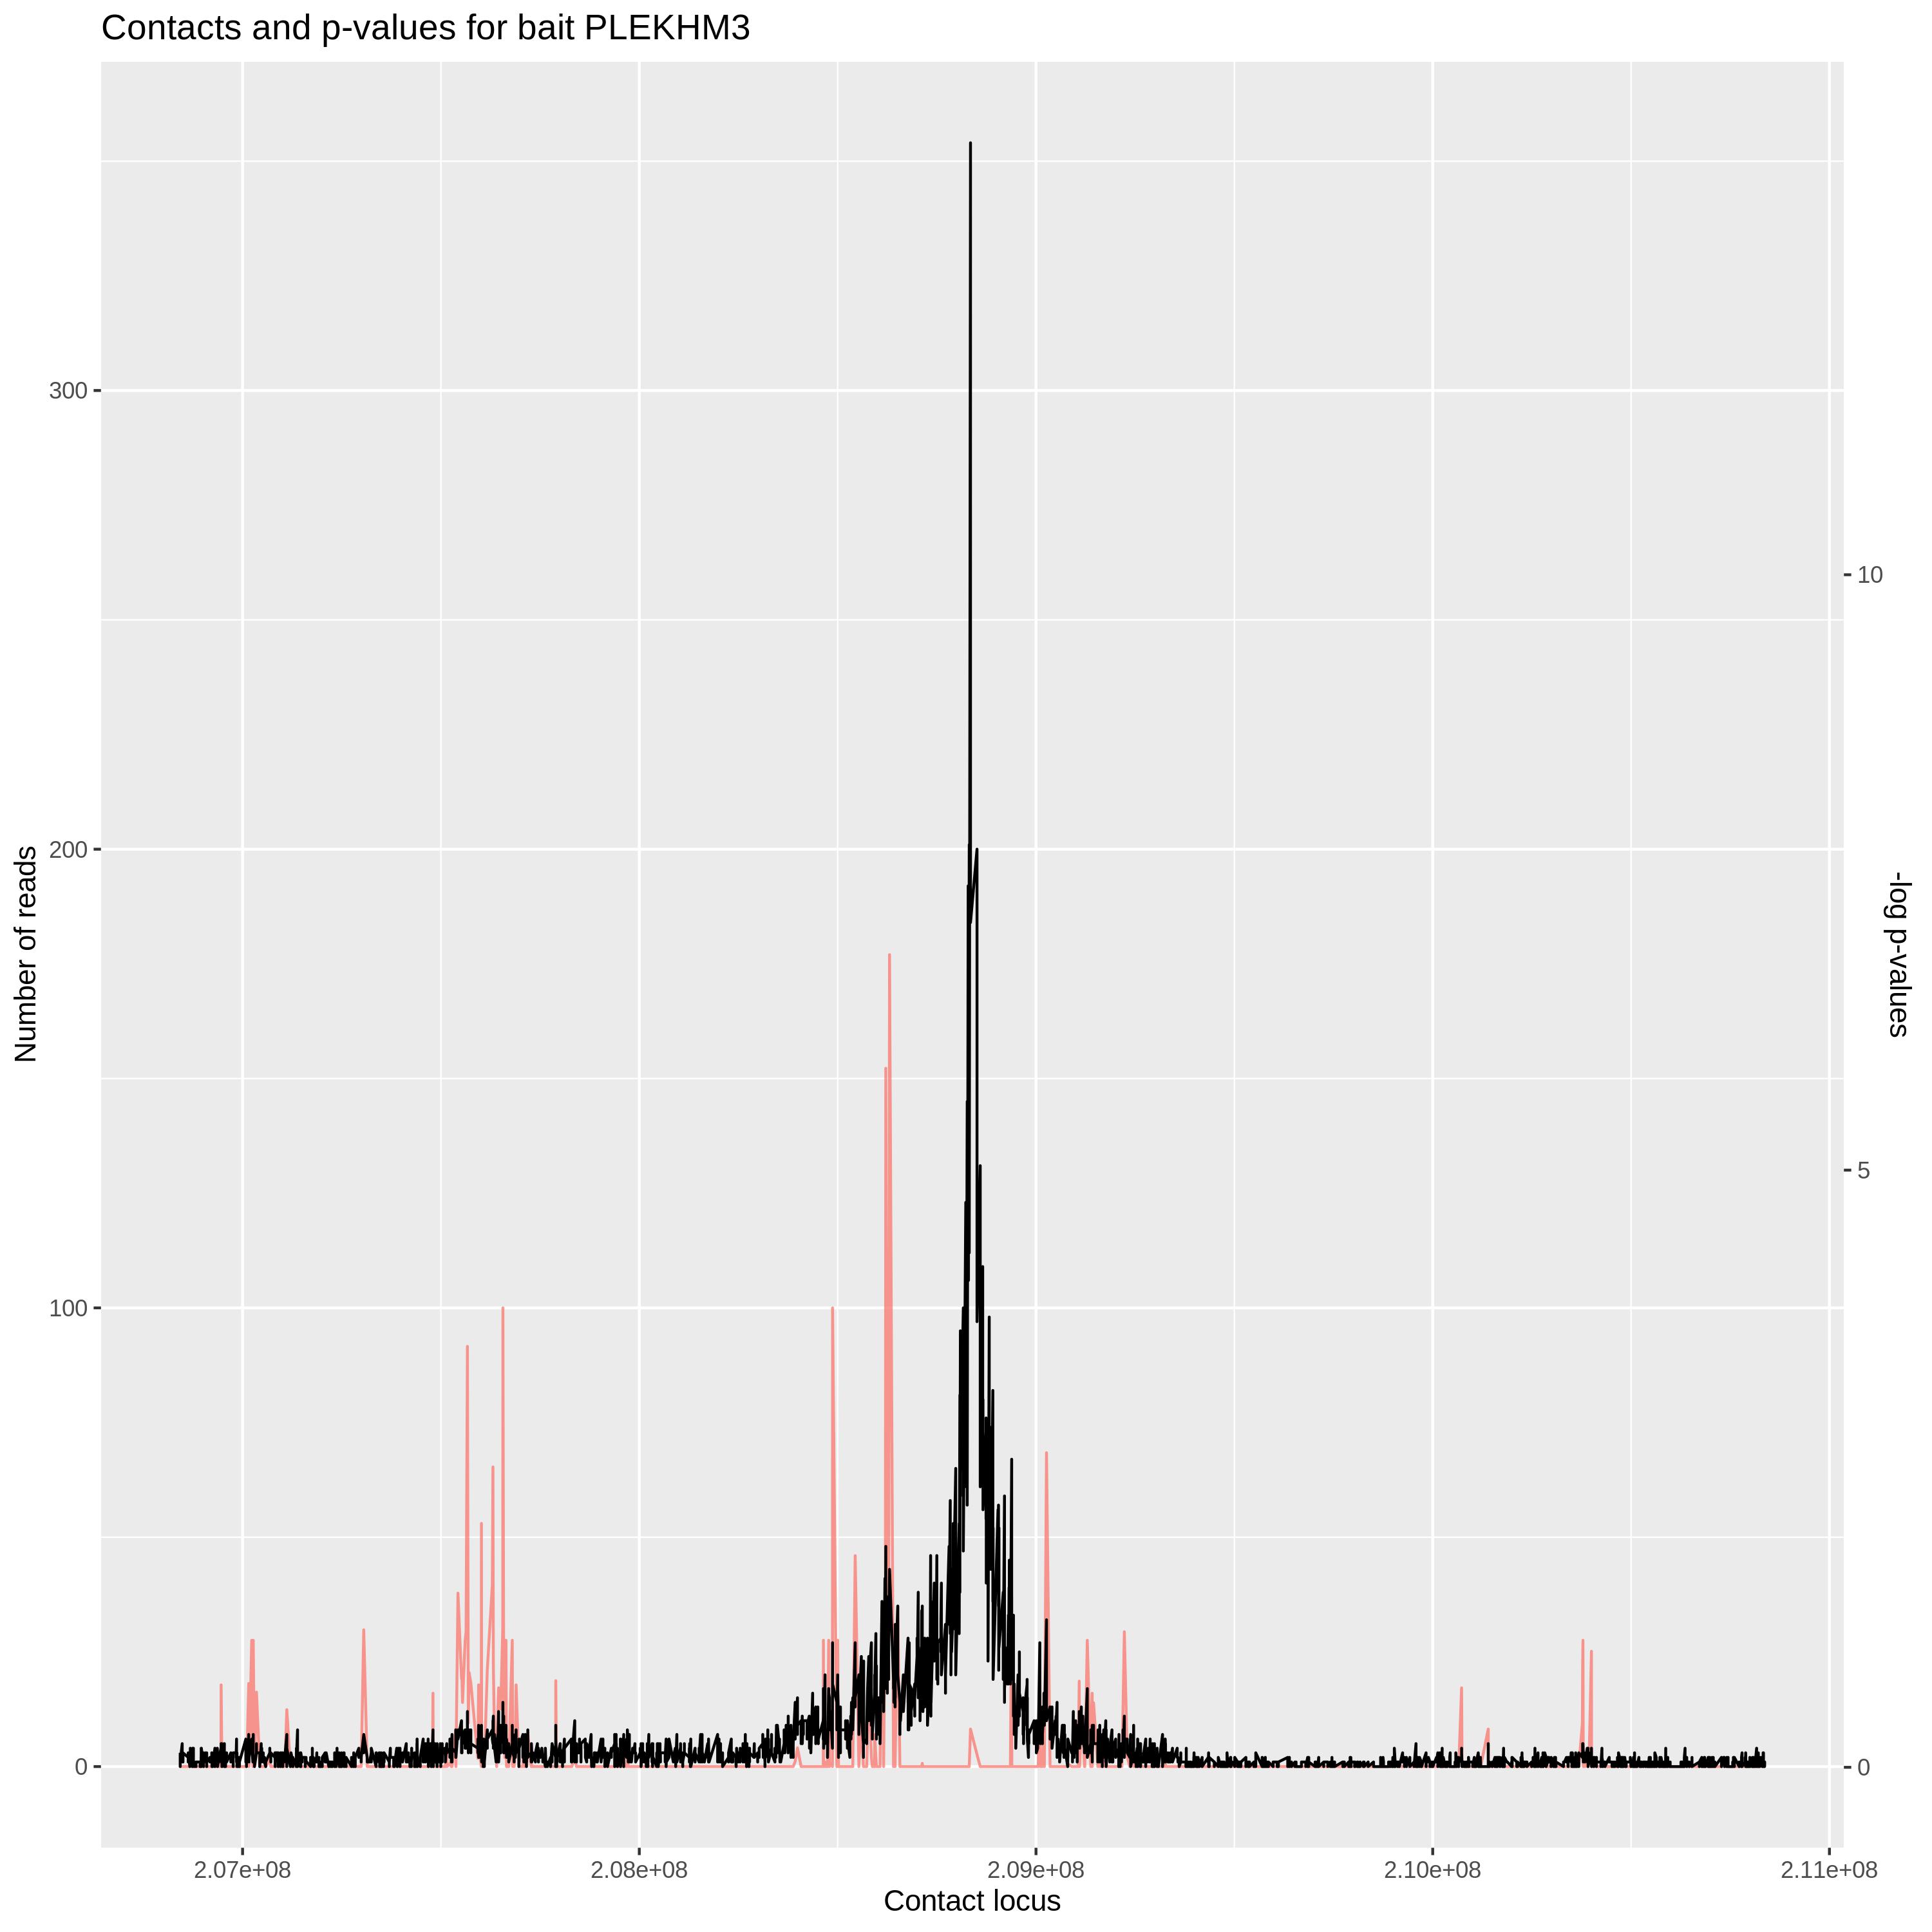 Contacts and p-values for bait PLEKHM3
Number of reads
300
200
100
0
10
5
0
-log p-values
2.07e+08
2.08e+08
2.09e+08
2.10e+08
2.11e+08
Contact locus